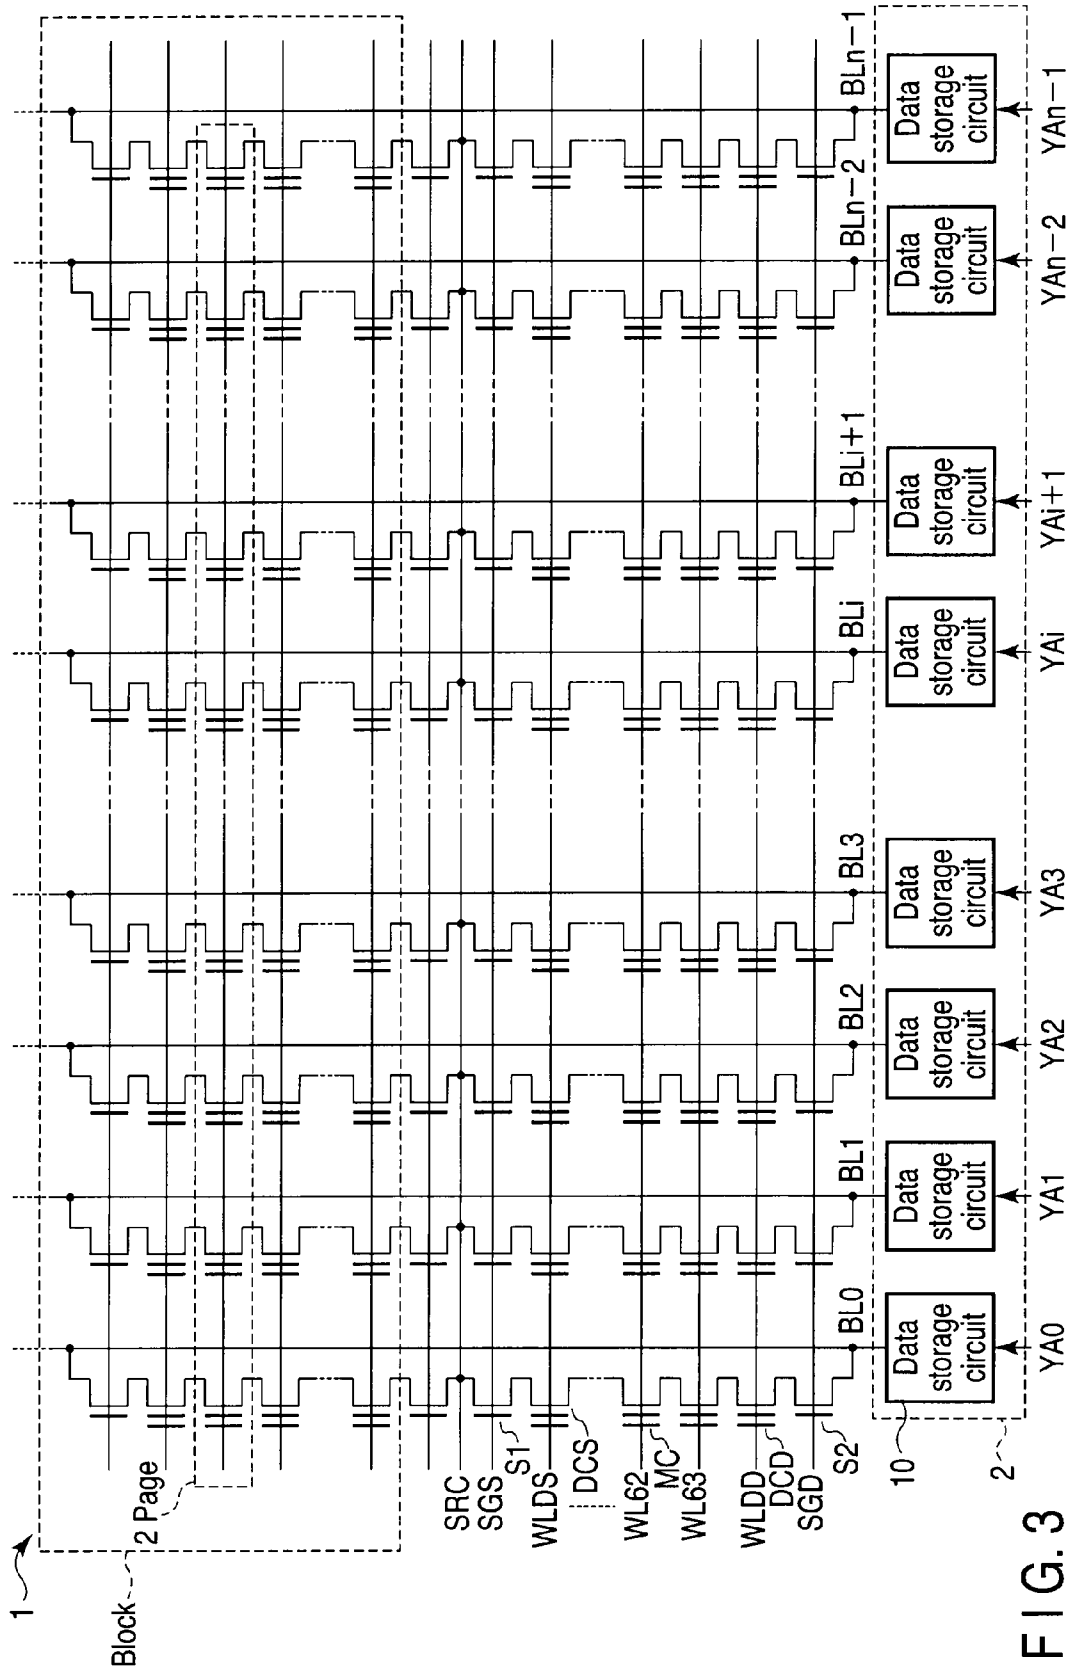 1
Block
2 Page
SRC
SGS
S1
WLDS
DCS
WL62
MC
WL63
WLDD
DCD
SGD
S2
BL0
BL1
BL2
BL3
BLi
BLi+1
BLn-2
BLn-1
10
Data
storage
circuit
Data
storage
circuit
Data
storage
circuit
Data
storage
circuit
Data
storage
circuit
Data
storage
circuit
Data
storage
circuit
Data
storage
circuit
2
YA0
YA1
YA2
YA3
YAi
YAi+1
YAn-2
YAn-1
FIG. 3